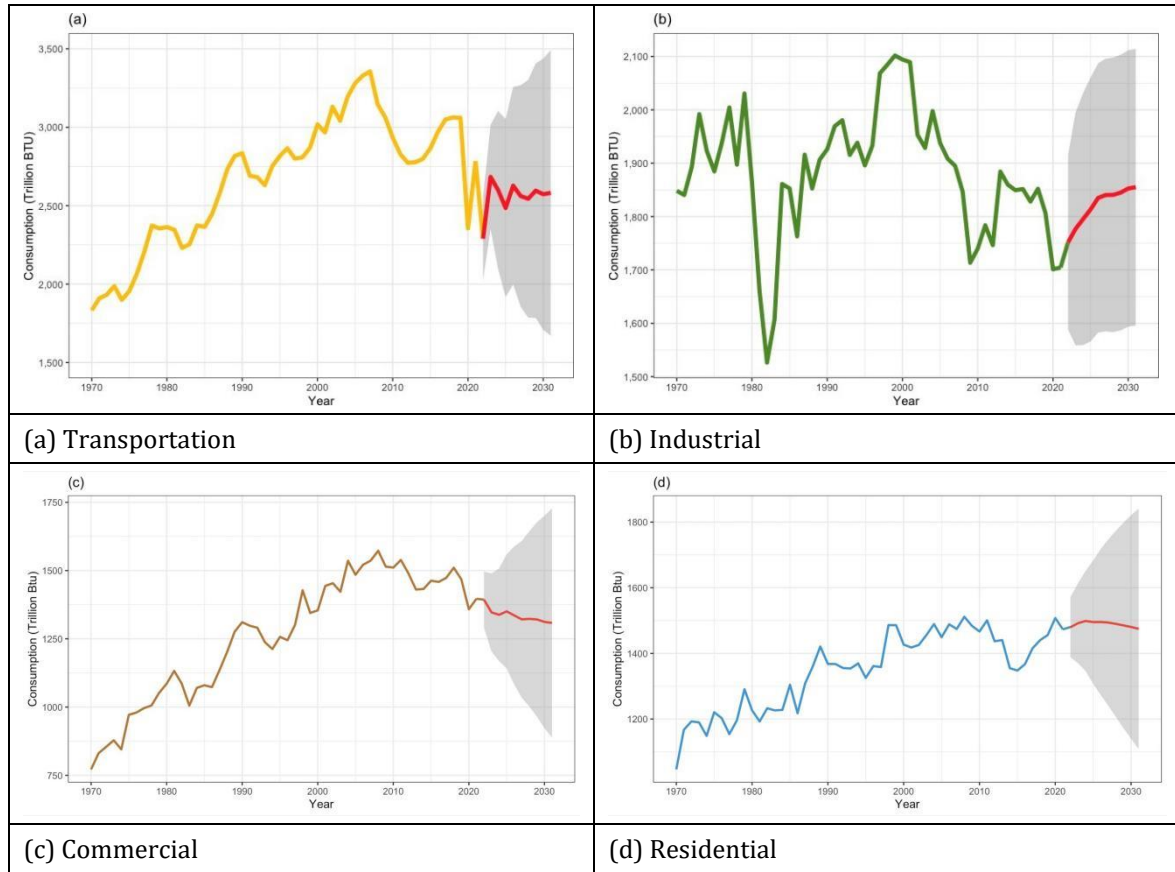 (a)
Consumption (Trillion BTU)
3,500
3,000
2,500
2,000
1,500
1970 1980 1990 2000 2010 2020 2030
Year
(b)
Consumption (Trillion BTU)
2,100
2,000
1,900
1,800
1,700
1,600
1,500
1970 1980 1990 2000 2010 2020 2030
Year
(a) Transportation
(b) Industrial
(c)
Consumption (Trillion Btu)
1750
1500
1250
1000
750
1970 1980 1990 2000 2010 2020 2030
Year
(d)
Consumption (Trillion Btu)
1800
1600
1400
1200
1970 1980 1990 2000 2010 2020 2030
Year
(c) Commercial
(d) Residential